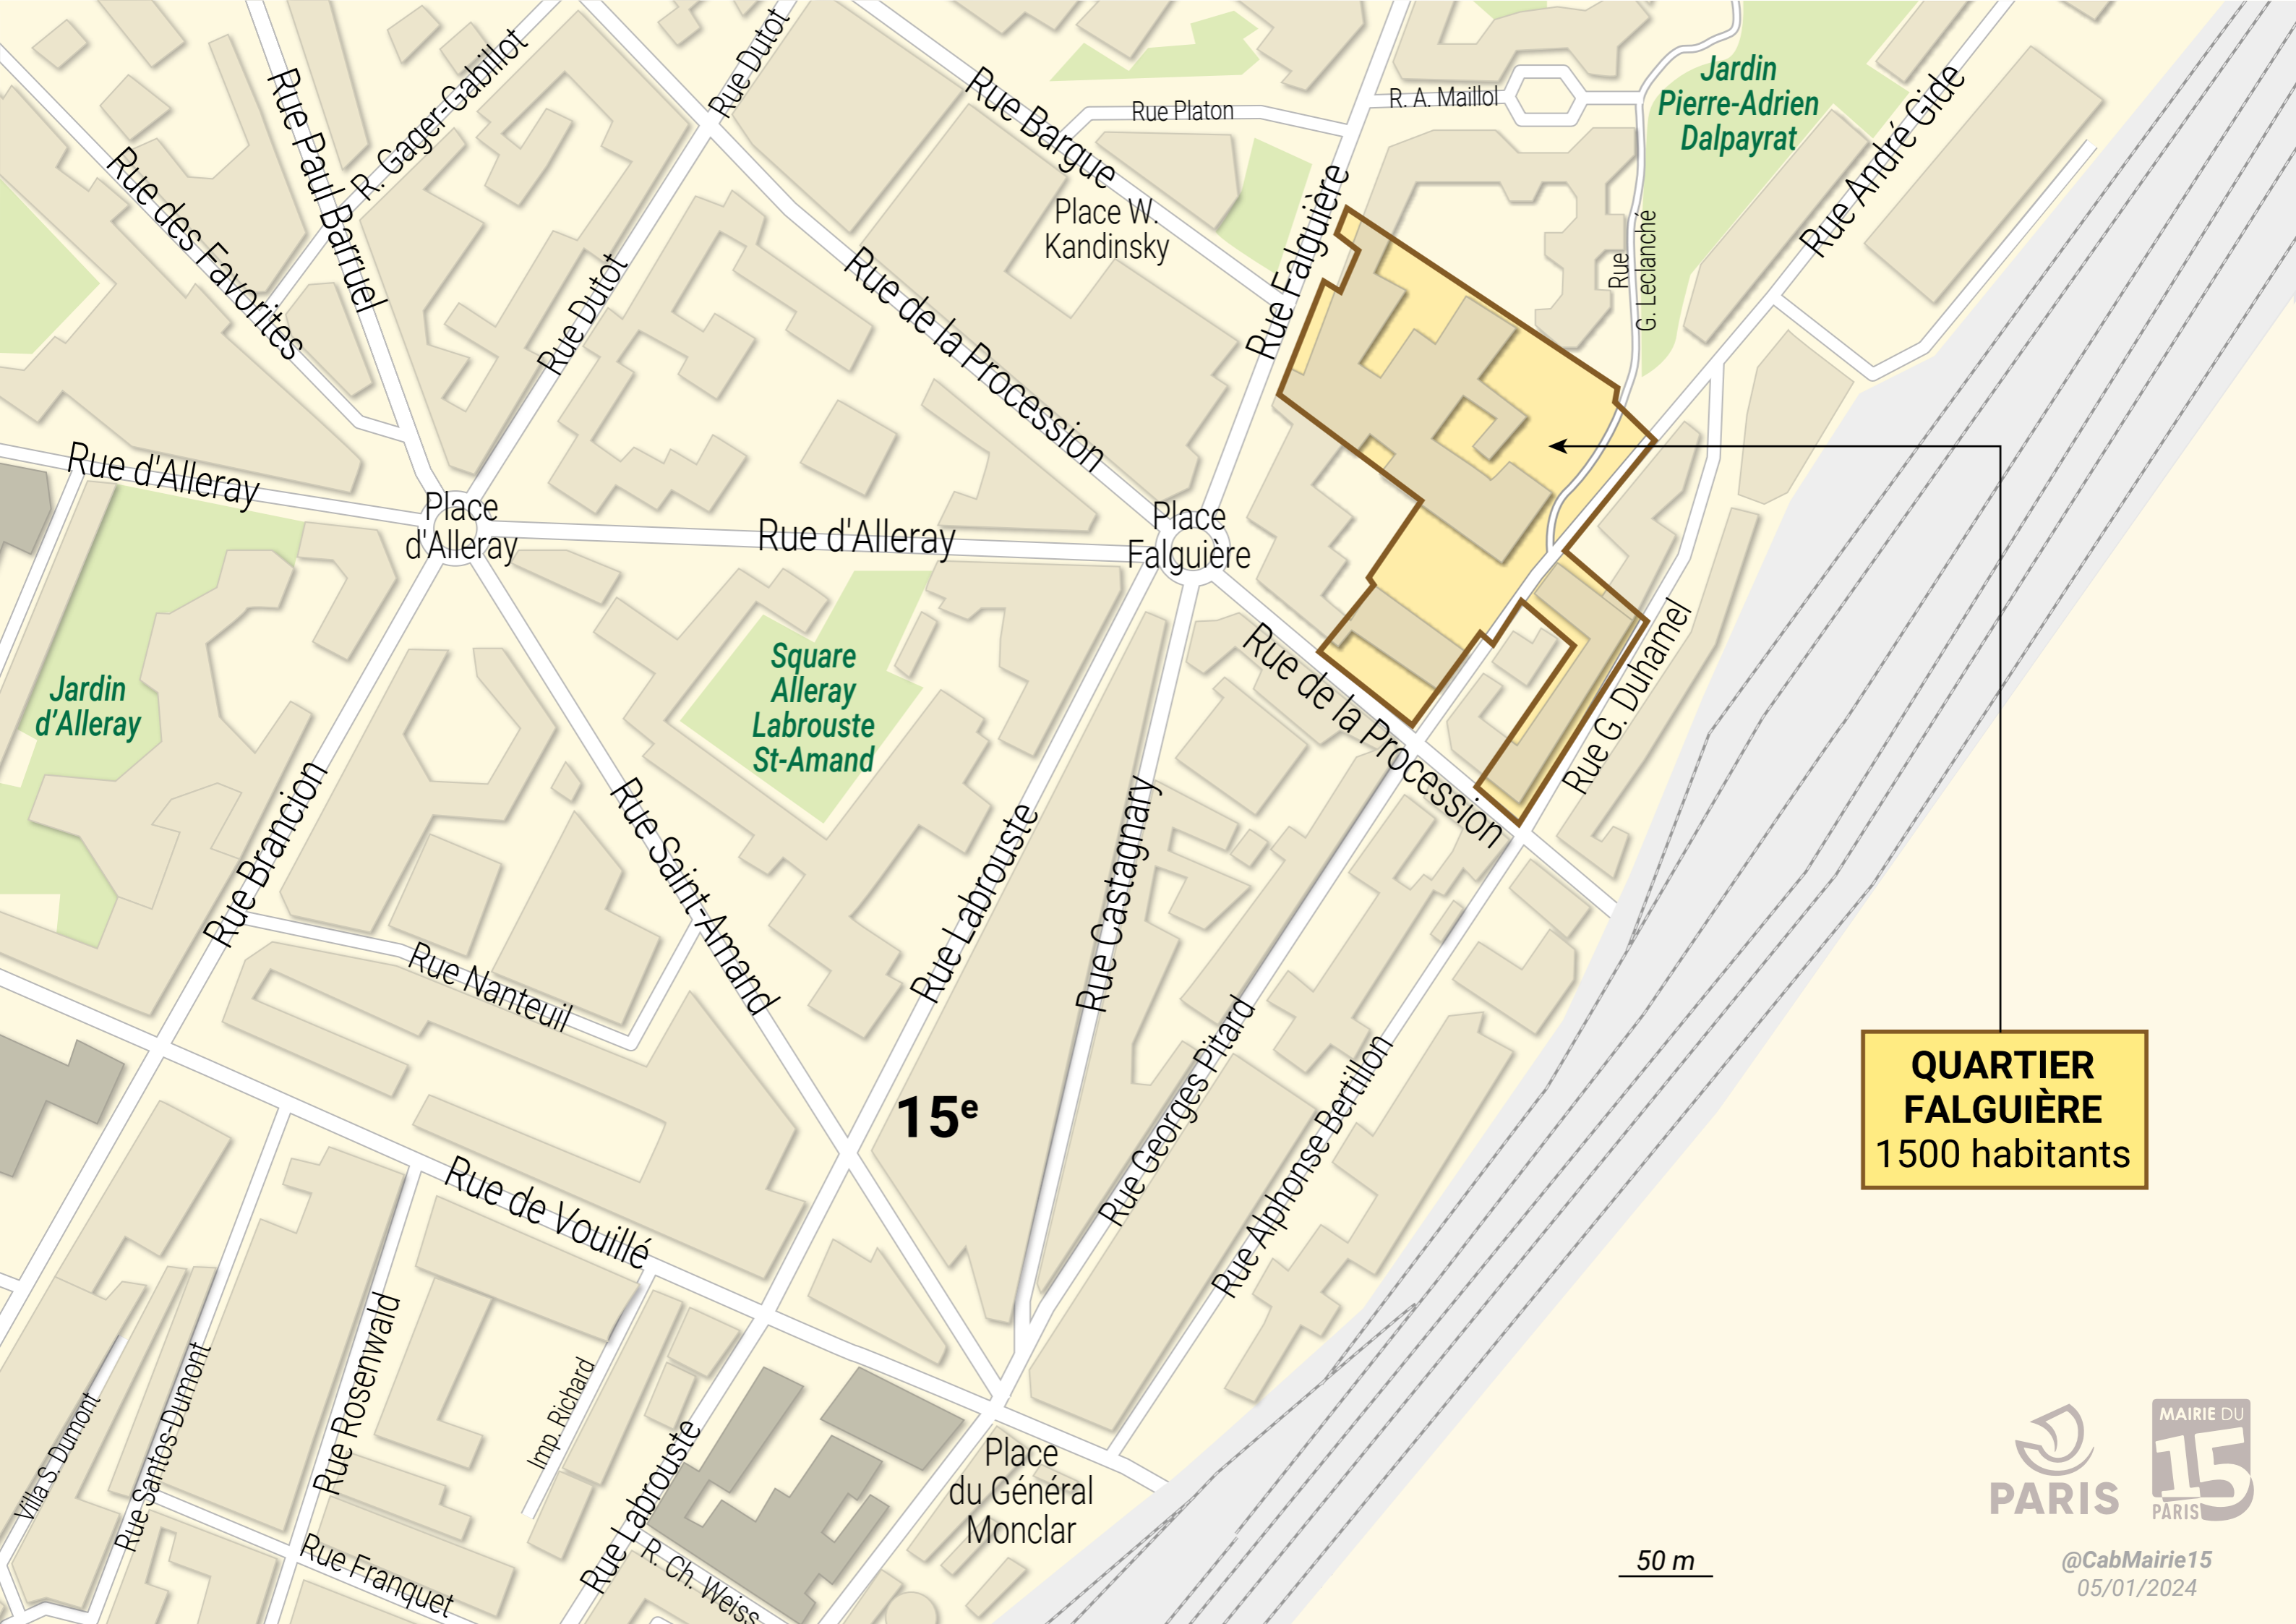 Rue Paul Barruel
R. Gager-Gabillot
Rue Dutot
Rue Bargue
Rue Platon
R. A. Maillol
Jardin
Pierre-Adrien
Dalpayrat
Rue André Gide
Rue des Favorites
Place W.
Kandinsky
Rue Falguière
Rue
G. Leclanché
Rue Dutot
Rue de la Procession
Rue d'Alleray
Place
d'Alleray
Rue d'Alleray
Place
Falguière
Jardin
d’Alleray
Square
Alleray
Labrouste
St-Amand
Rue de la Procession
Rue G. Duhamel
Rue Brancion
Rue Saint-Amand
Rue Labrouste
Rue Castagnary
Rue Nanteuil
Rue Georges Pitard
Rue Alphonse Bertillon
15e
QUARTIER
FALGUIÈRE
1500 habitants
Rue de Vouillé
Villa S. Dumont
Rue Santos-Dumont
Rue Rosenwald
Imp. Richard
Rue Labrouste
Rue Franquet
R. Ch. Weiss
Place
du Général
Monclar
50 m
PARIS
MAIRIE DU
15
PARIS
@CabMairie15
05/01/2024